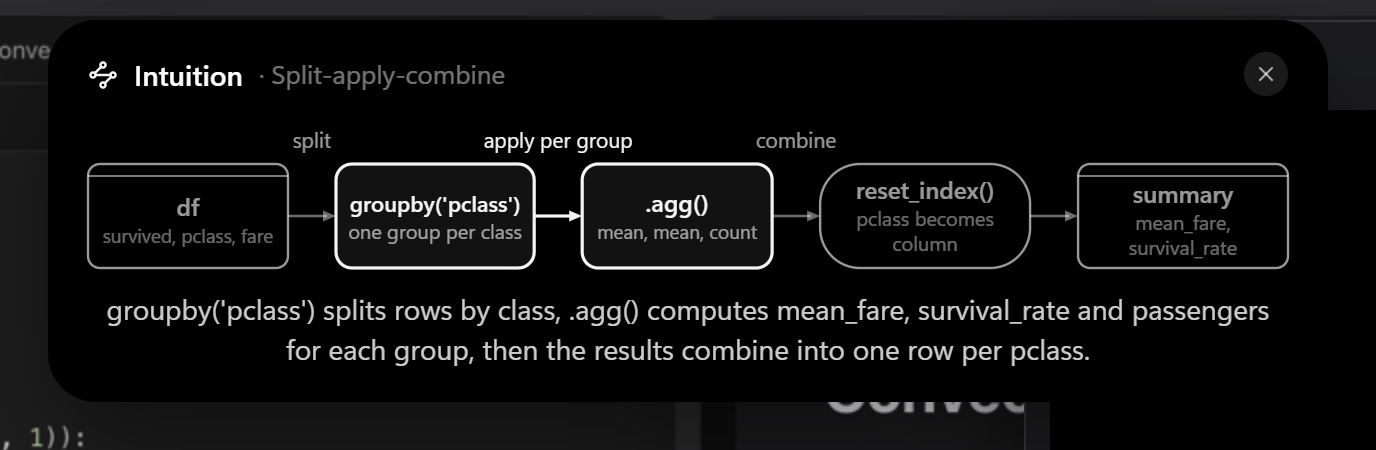 Intuition · Split-apply-combine
split
apply per group
combine
df
survived, pclass, fare
groupby('pclass')
one group per class
.agg()
mean, mean, count
reset_index()
pclass becomes
column
summary
mean_fare,
survival_rate
groupby('pclass') splits rows by class, .agg() computes mean_fare, survival_rate and passengers
for each group, then the results combine into one row per pclass.
, 1)):